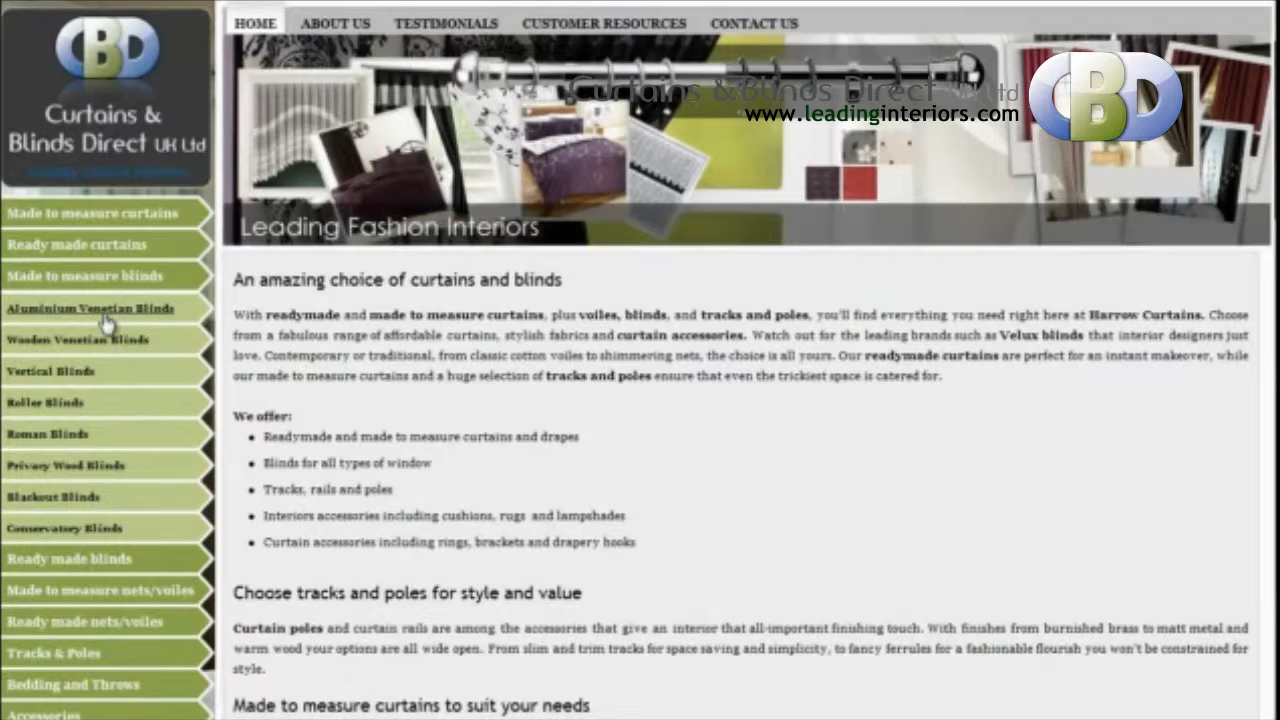 CBD
Curtains &
Blinds Direct UK Ltd
HOME
ABOUT US
TESTIMONIALS
CUSTOMER RESOURCES
CONTACT US
Curtains & Blinds Direct Ltd
www.leadinginteriors.com
CBD
Leading Fashion Interiors
Made to measure curtains
Ready made curtains
Made to measure blinds
Aluminium Venetian Blinds
Wooden Venetian Blinds
Vertical Blinds
Roller Blinds
Roman Blinds
Privacy Wood Blinds
Blackout Blinds
Conservatory Blinds
Ready made blinds
Made to measure nets/voiles
Ready made nets/voiles
Tracks & Poles
Bedding and Throws
Accessories
An amazing choice of curtains and blinds
With readymade and made to measure curtains, plus voiles, blinds, and tracks and poles, you'll find everything you need right here at Harrow Curtains. Choose
from a fabulous range of affordable curtains, stylish fabrics and curtain accessories. Watch out for the leading brands such as Velux blinds that interior designers just
love. Contemporary or traditional, from classic cotton voiles to shimmering nets, the choice is all yours. Our readymade curtains are perfect for an instant makeover, while
our made to measure curtains and a huge selection of tracks and poles ensure that even the trickiest space is catered for.
We offer:
• Readymade and made to measure curtains and drapes
• Blinds for all types of window
• Tracks, rails and poles
• Interiors accessories including cushions, rugs and lampshades
• Curtain accessories including rings, brackets and drapery hooks
Choose tracks and poles for style and value
Curtain poles and curtain rails are among the accessories that give an interior that all-important finishing touch. With finishes from burnished brass to matt metal and
warm wood your options are all wide open. From slim and trim tracks for space saving and simplicity, to fancy ferrules for a fashionable flourish you won't be constrained for
style.
Made to measure curtains to suit your needs